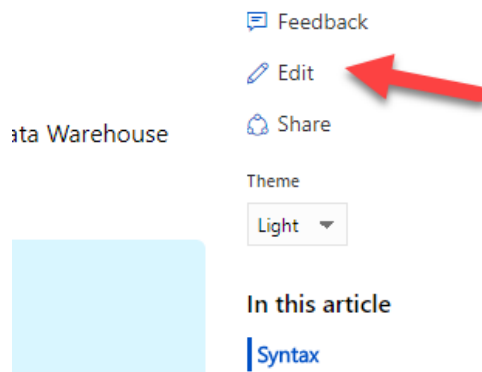 Feedback
Edit
Share
ata Warehouse
Theme
Light
In this article
Syntax